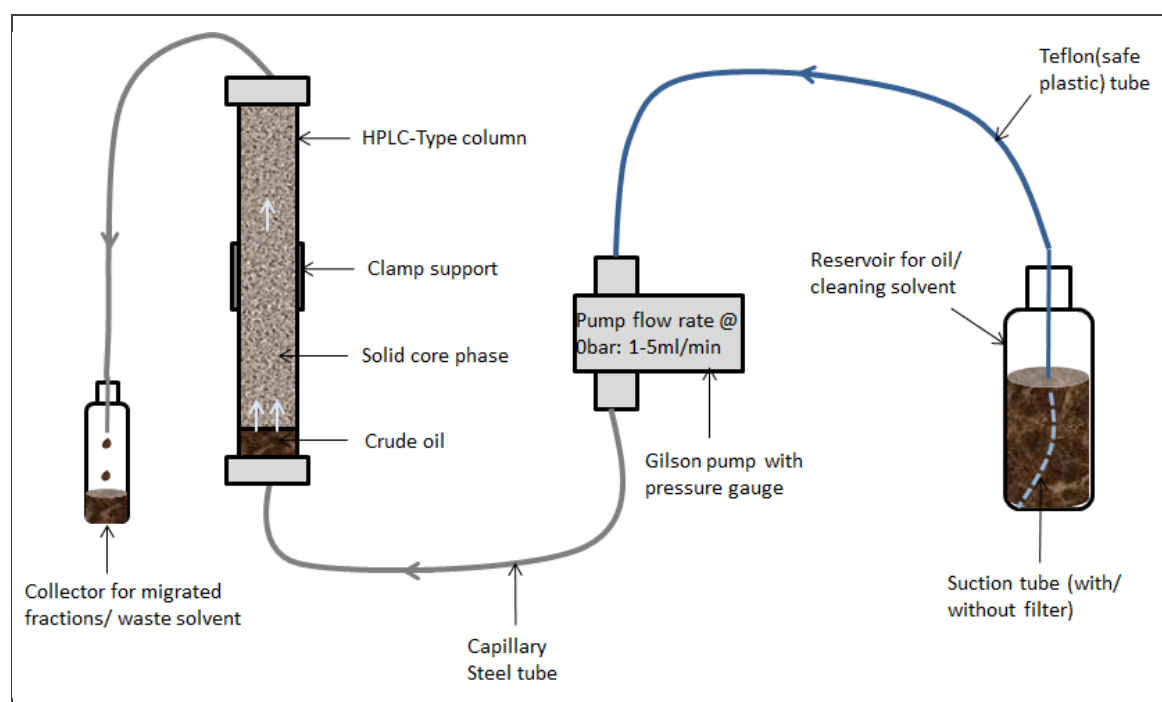 Teflon(safe
plastic) tube
HPLC-Type column
Reservoir for oil/
cleaning solvent
Clamp support
Pump flow rate @
0bar: 1-5ml/min
Solid core phase
Crude oil
Gilson pump with
pressure gauge
Collector for migrated
fractions/ waste solvent
Suction tube (with/
without filter)
Capillary
Steel tube